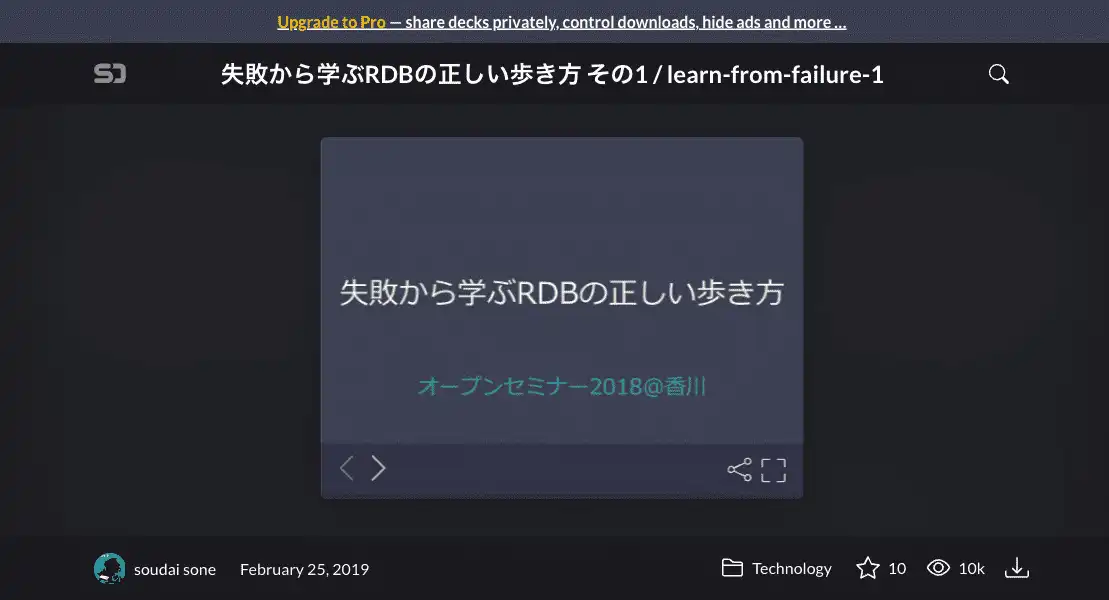 Upgrade to Pro — share decks privately, control downloads, hide ads and more …
SD
失敗から学ぶRDBの正しい歩き方 その1 / learn-from-failure-1
失敗から学ぶRDBの正しい歩き方
オープンセミナー2018@香川
soudai sone
February 25, 2019
Technology
10
10k